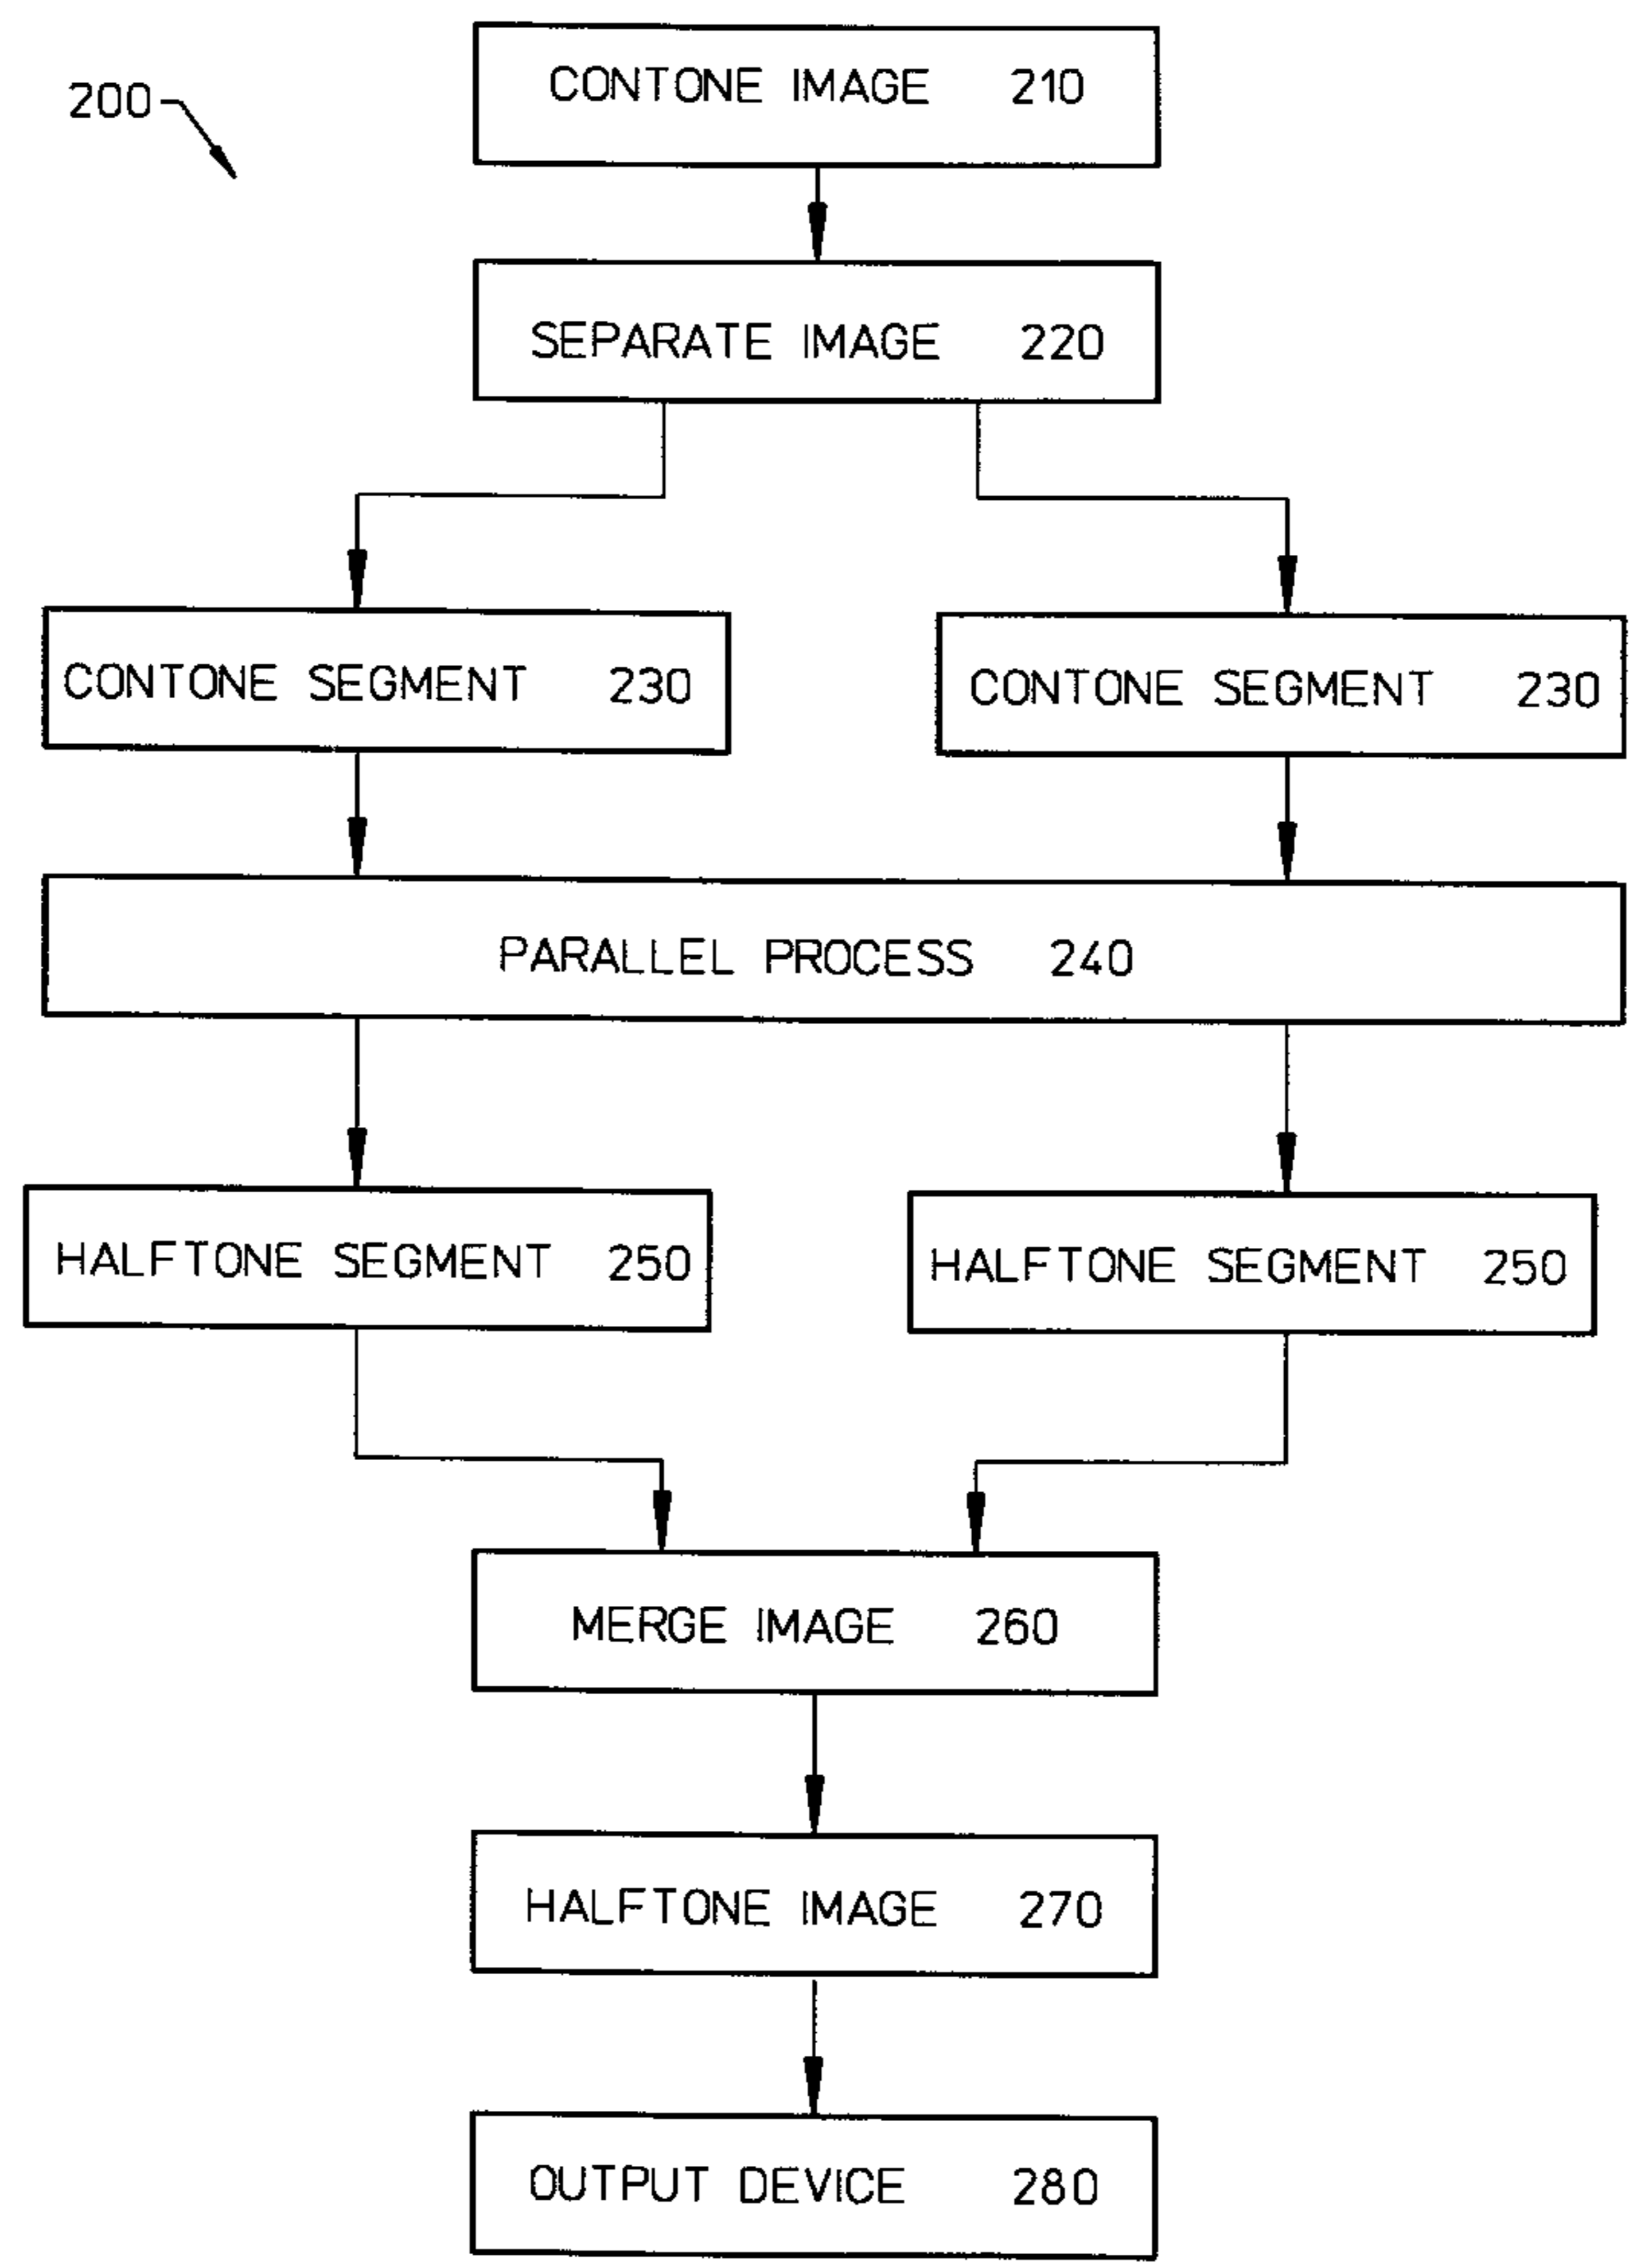 CONTONE IMAGE 210
200
SEPARATE IMAGE 220
CONTONE SEGMENT 230
CONTONE SEGMENT 230
PARALLEL PROCESS 240
HALFTONE SEGMENT 250
HALFTONE SEGMENT 250
MERGE IMAGE 260
HALFTONE IMAGE 270
OUTPUT DEVICE 280